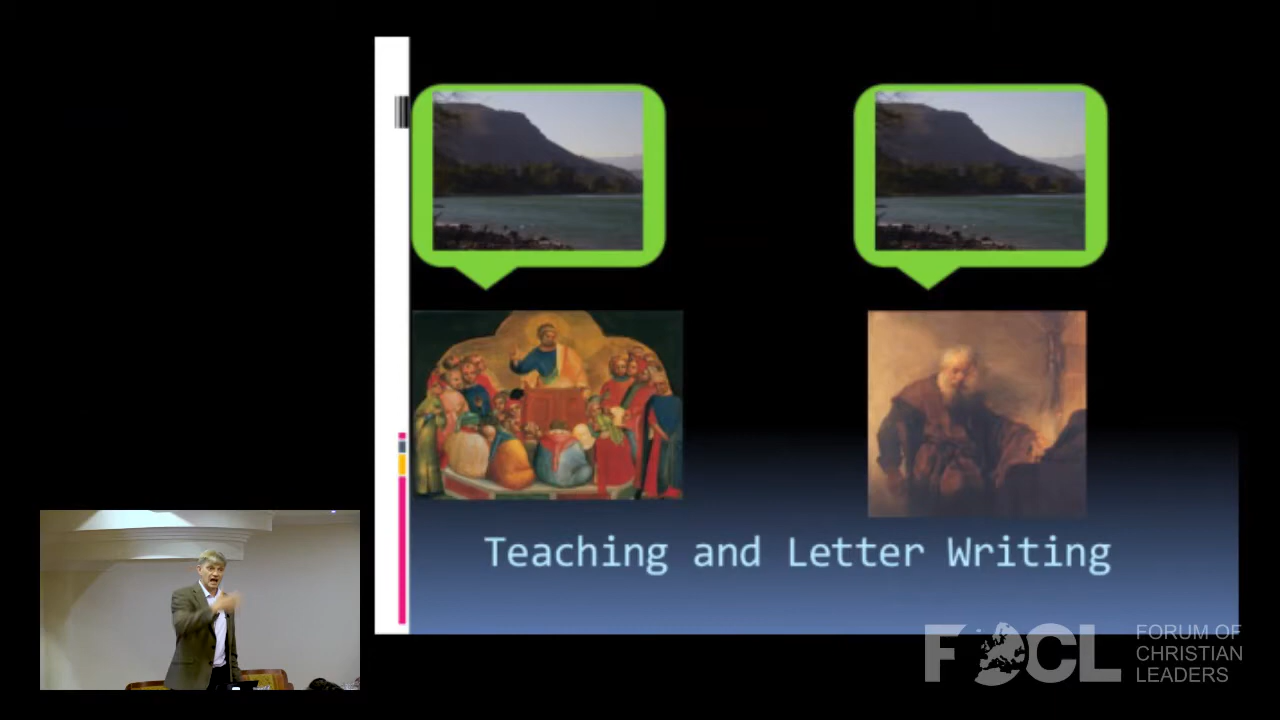 Teaching and Letter Writing
FOCL
FORUM OF
CHRISTIAN
LEADERS